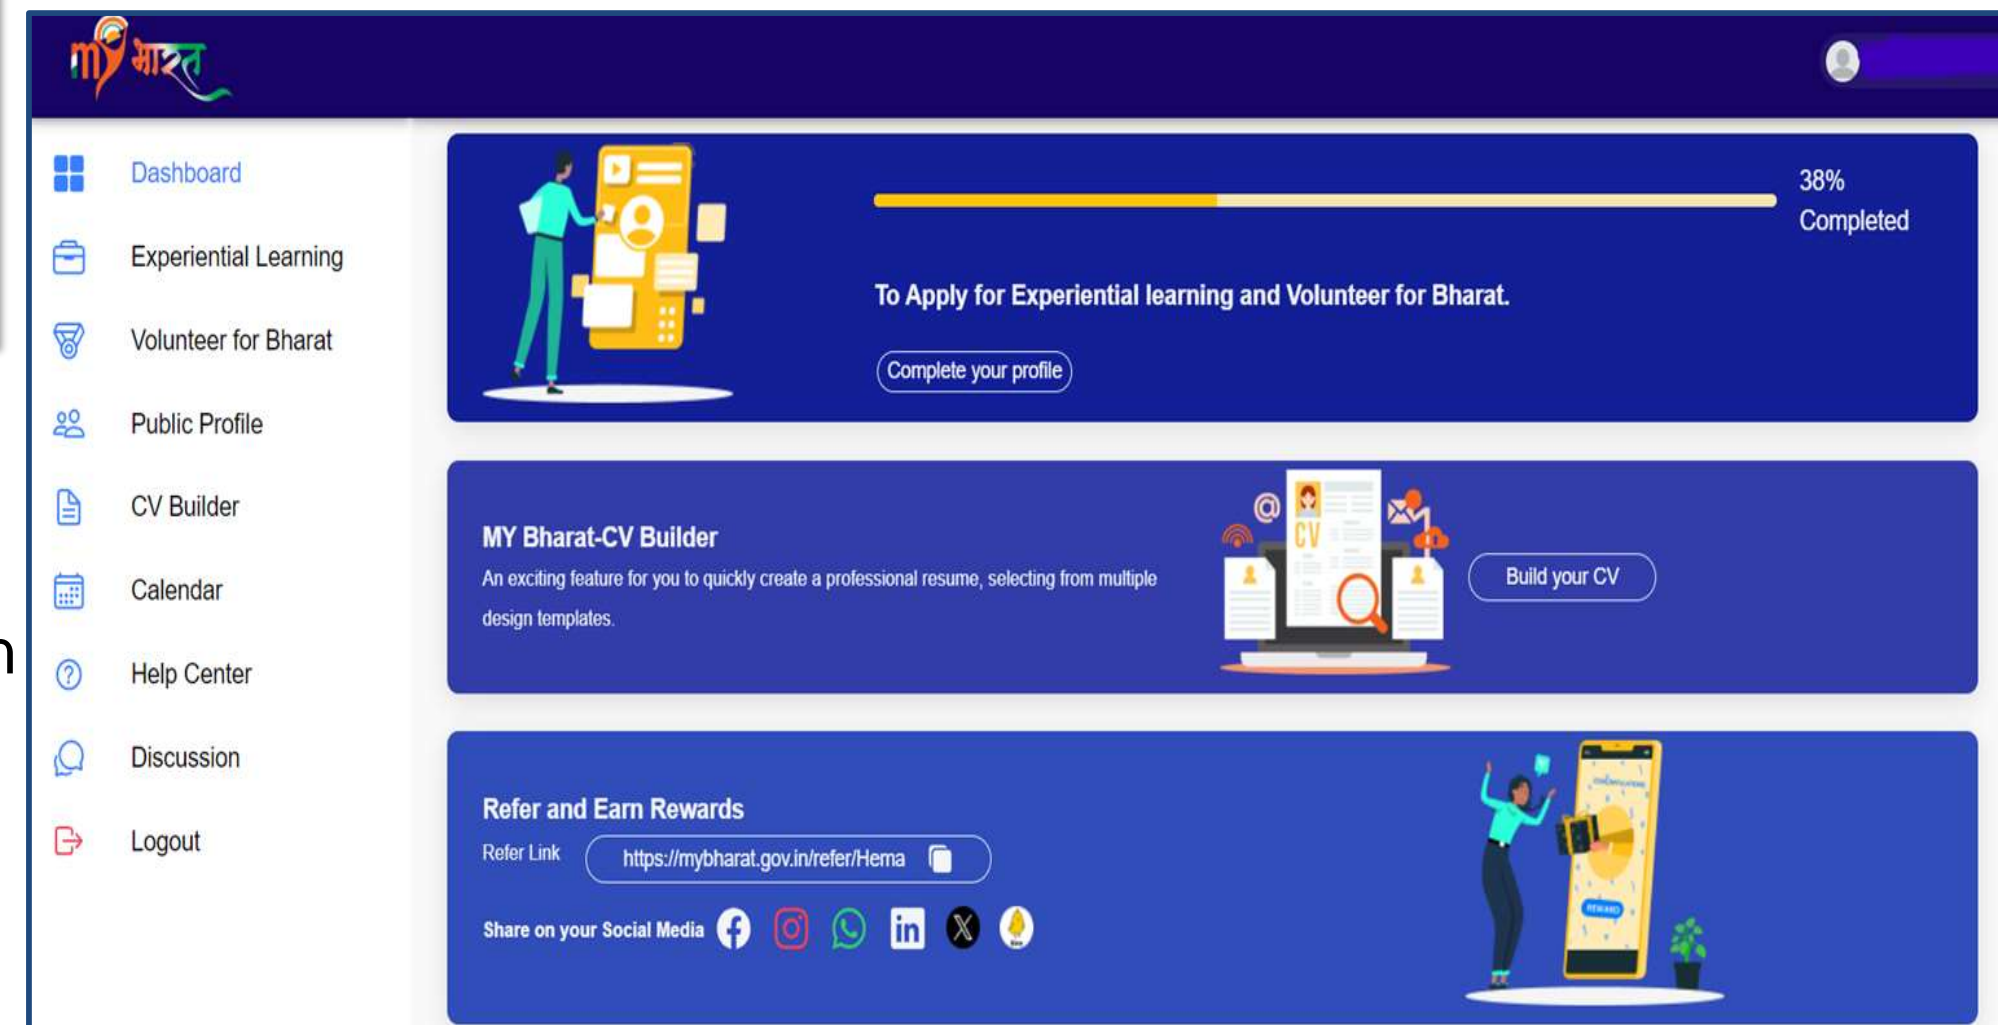 my भारत
Dashboard
Experiential Learning
Volunteer for Bharat
Public Profile
CV Builder
Calendar
Help Center
Discussion
Logout
38%
Completed
To Apply for Experiential learning and Volunteer for Bharat.
Complete your profile
MY Bharat-CV Builder
An exciting feature for you to quickly create a professional resume, selecting from multiple
design templates.
@
CV
Build your CV
Refer and Earn Rewards
Refer Link https://mybharat.gov.in/refer/Hema
Share on your Social Media
in
X
REWARD
n